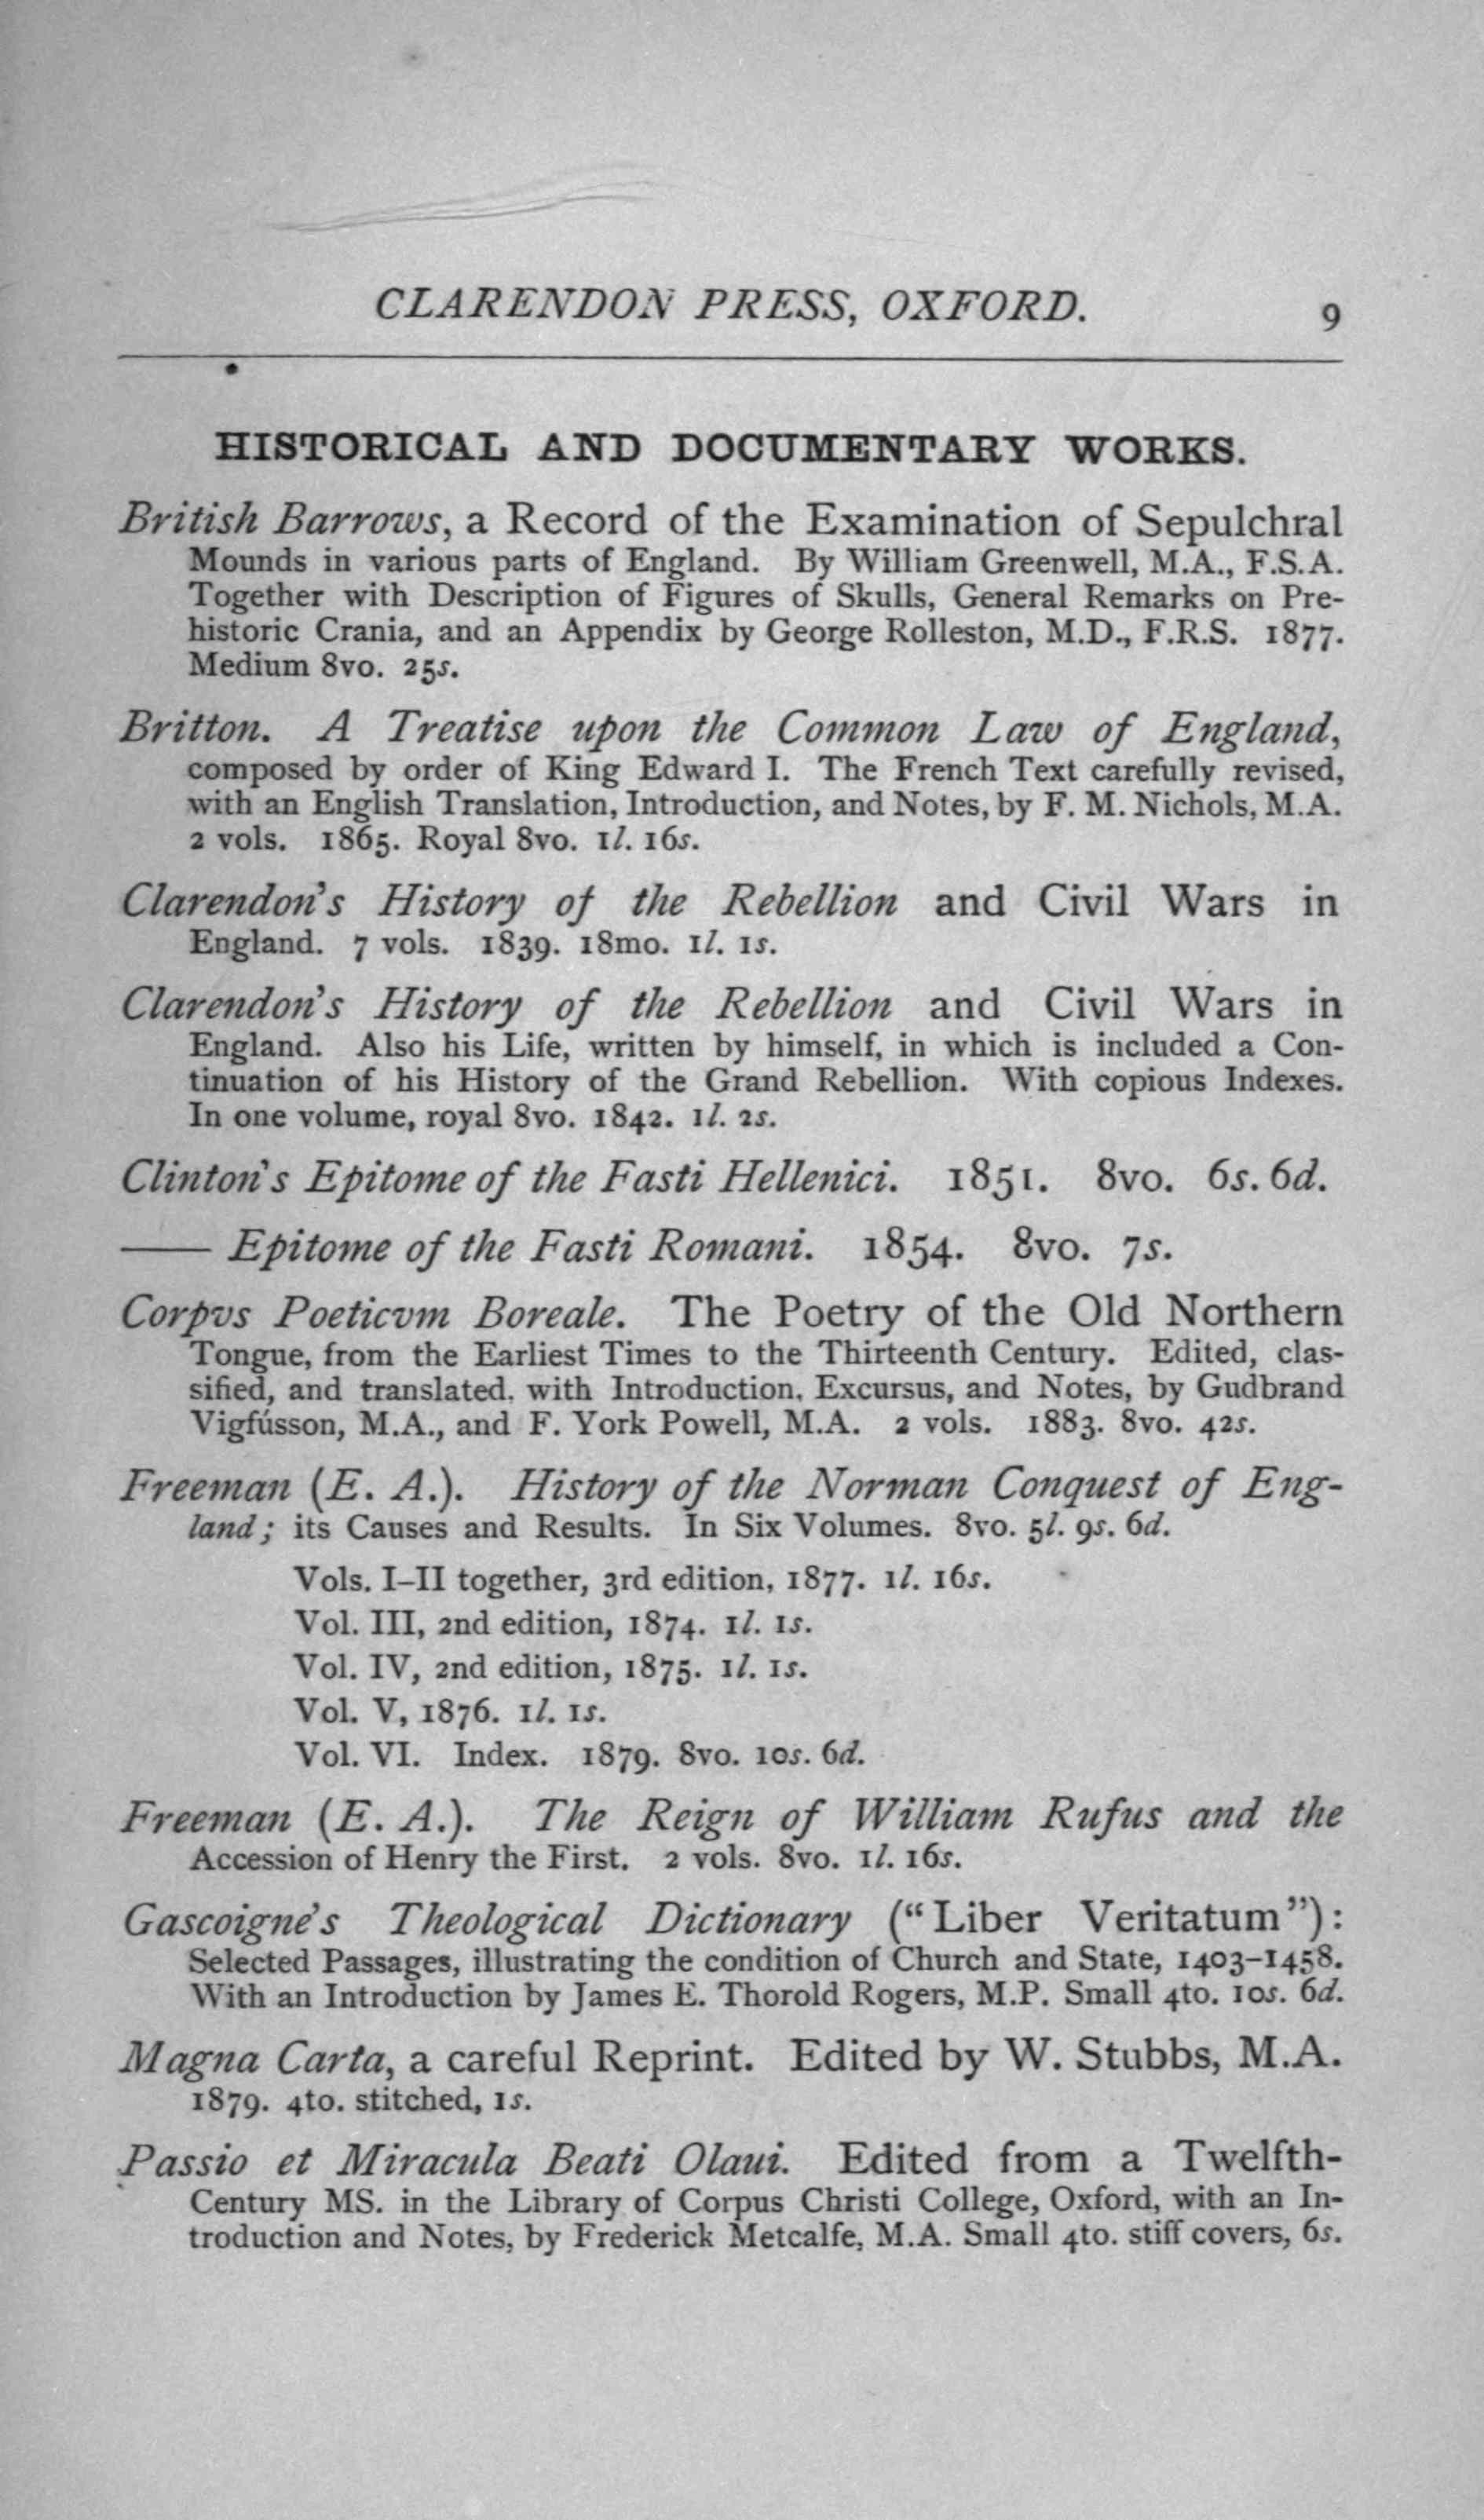 CLARENDON PRESS, OXFORD. 9
HISTORICAL AND DOCUMENTARY WORKS.
British Barrows, a Record of the Examination of Sepulchral
Mounds in various parts of England. By William Greenwell, M.A., F.S.A.
Together with Description of Figures of Skulls, General Remarks on Pre-
historic Crania, and an Appendix by George Rolleston, M.D., F.R.S. 1877.
Medium 8vo. 25s.
Britton. A Treatise upon the Common Law of England,
composed by order of King Edward I. The French Text carefully revised,
with an English Translation, Introduction, and Notes, by F. M. Nichols, M.A.
2 vols. 1865. Royal 8vo. 1l. 16s.
Clarendon's History of the Rebellion and Civil Wars in
England. 7 vols. 1839. 18mo. 1l. 1s.
Clarendon's History of the Rebellion and Civil Wars in
England. Also his Life, written by himself, in which is included a Con-
tinuation of his History of the Grand Rebellion. With copious Indexes.
In one volume, royal 8vo. 1842. 1l. 2s.
Clinton's Epitome of the Fasti Hellenici. 1851. 8vo. 6s. 6d.
—— Epitome of the Fasti Romani. 1854. 8vo. 7s.
Corpvs Poeticvm Boreale. The Poetry of the Old Northern
Tongue, from the Earliest Times to the Thirteenth Century. Edited, clas-
sified, and translated, with Introduction, Excursus, and Notes, by Gudbrand
Vigfússon, M.A., and F. York Powell, M.A. 2 vols. 1883. 8vo. 42s.
Freeman (E. A.). History of the Norman Conquest of Eng-
land; its Causes and Results. In Six Volumes. 8vo. 5l. 9s. 6d.
Vols. I–II together, 3rd edition, 1877. 1l. 16s.
Vol. III, 2nd edition, 1874. 1l. 1s.
Vol. IV, 2nd edition, 1875. 1l. 1s.
Vol. V, 1876. 1l. 1s.
Vol. VI. Index. 1879. 8vo. 10s. 6d.
Freeman (E. A.). The Reign of William Rufus and the
Accession of Henry the First. 2 vols. 8vo. 1l. 16s.
Gascoigne's Theological Dictionary ("Liber Veritatum"):
Selected Passages, illustrating the condition of Church and State, 1403–1458.
With an Introduction by James E. Thorold Rogers, M.P. Small 4to. 10s. 6d.
Magna Carta, a careful Reprint. Edited by W. Stubbs, M.A.
1879. 4to. stitched, 1s.
Passio et Miracula Beati Olaui. Edited from a Twelfth-
Century MS. in the Library of Corpus Christi College, Oxford, with an In-
troduction and Notes, by Frederick Metcalfe, M.A. Small 4to. stiff covers, 6s.